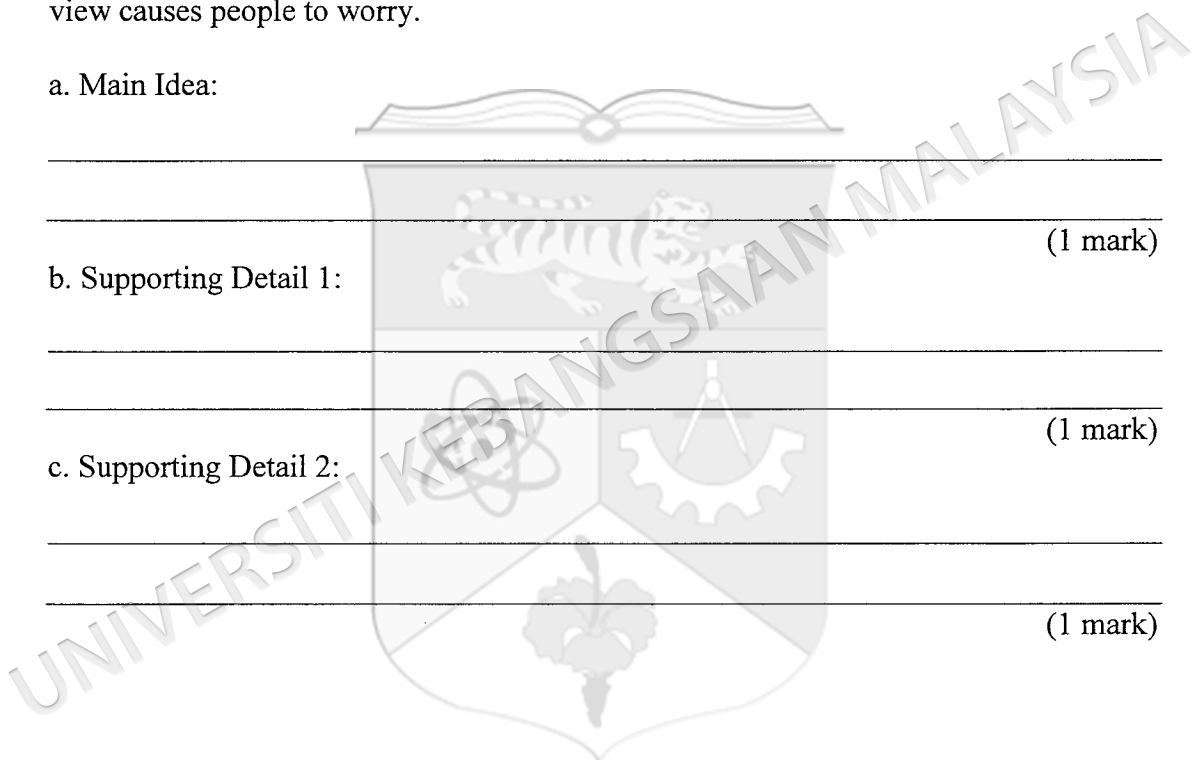 view causes people to worry.
a. Main Idea:
(1 mark)
b. Supporting Detail 1:
(1 mark)
c. Supporting Detail 2:
(1 mark)
UNIVERSITI KEBANGSAAN MALAYSIA